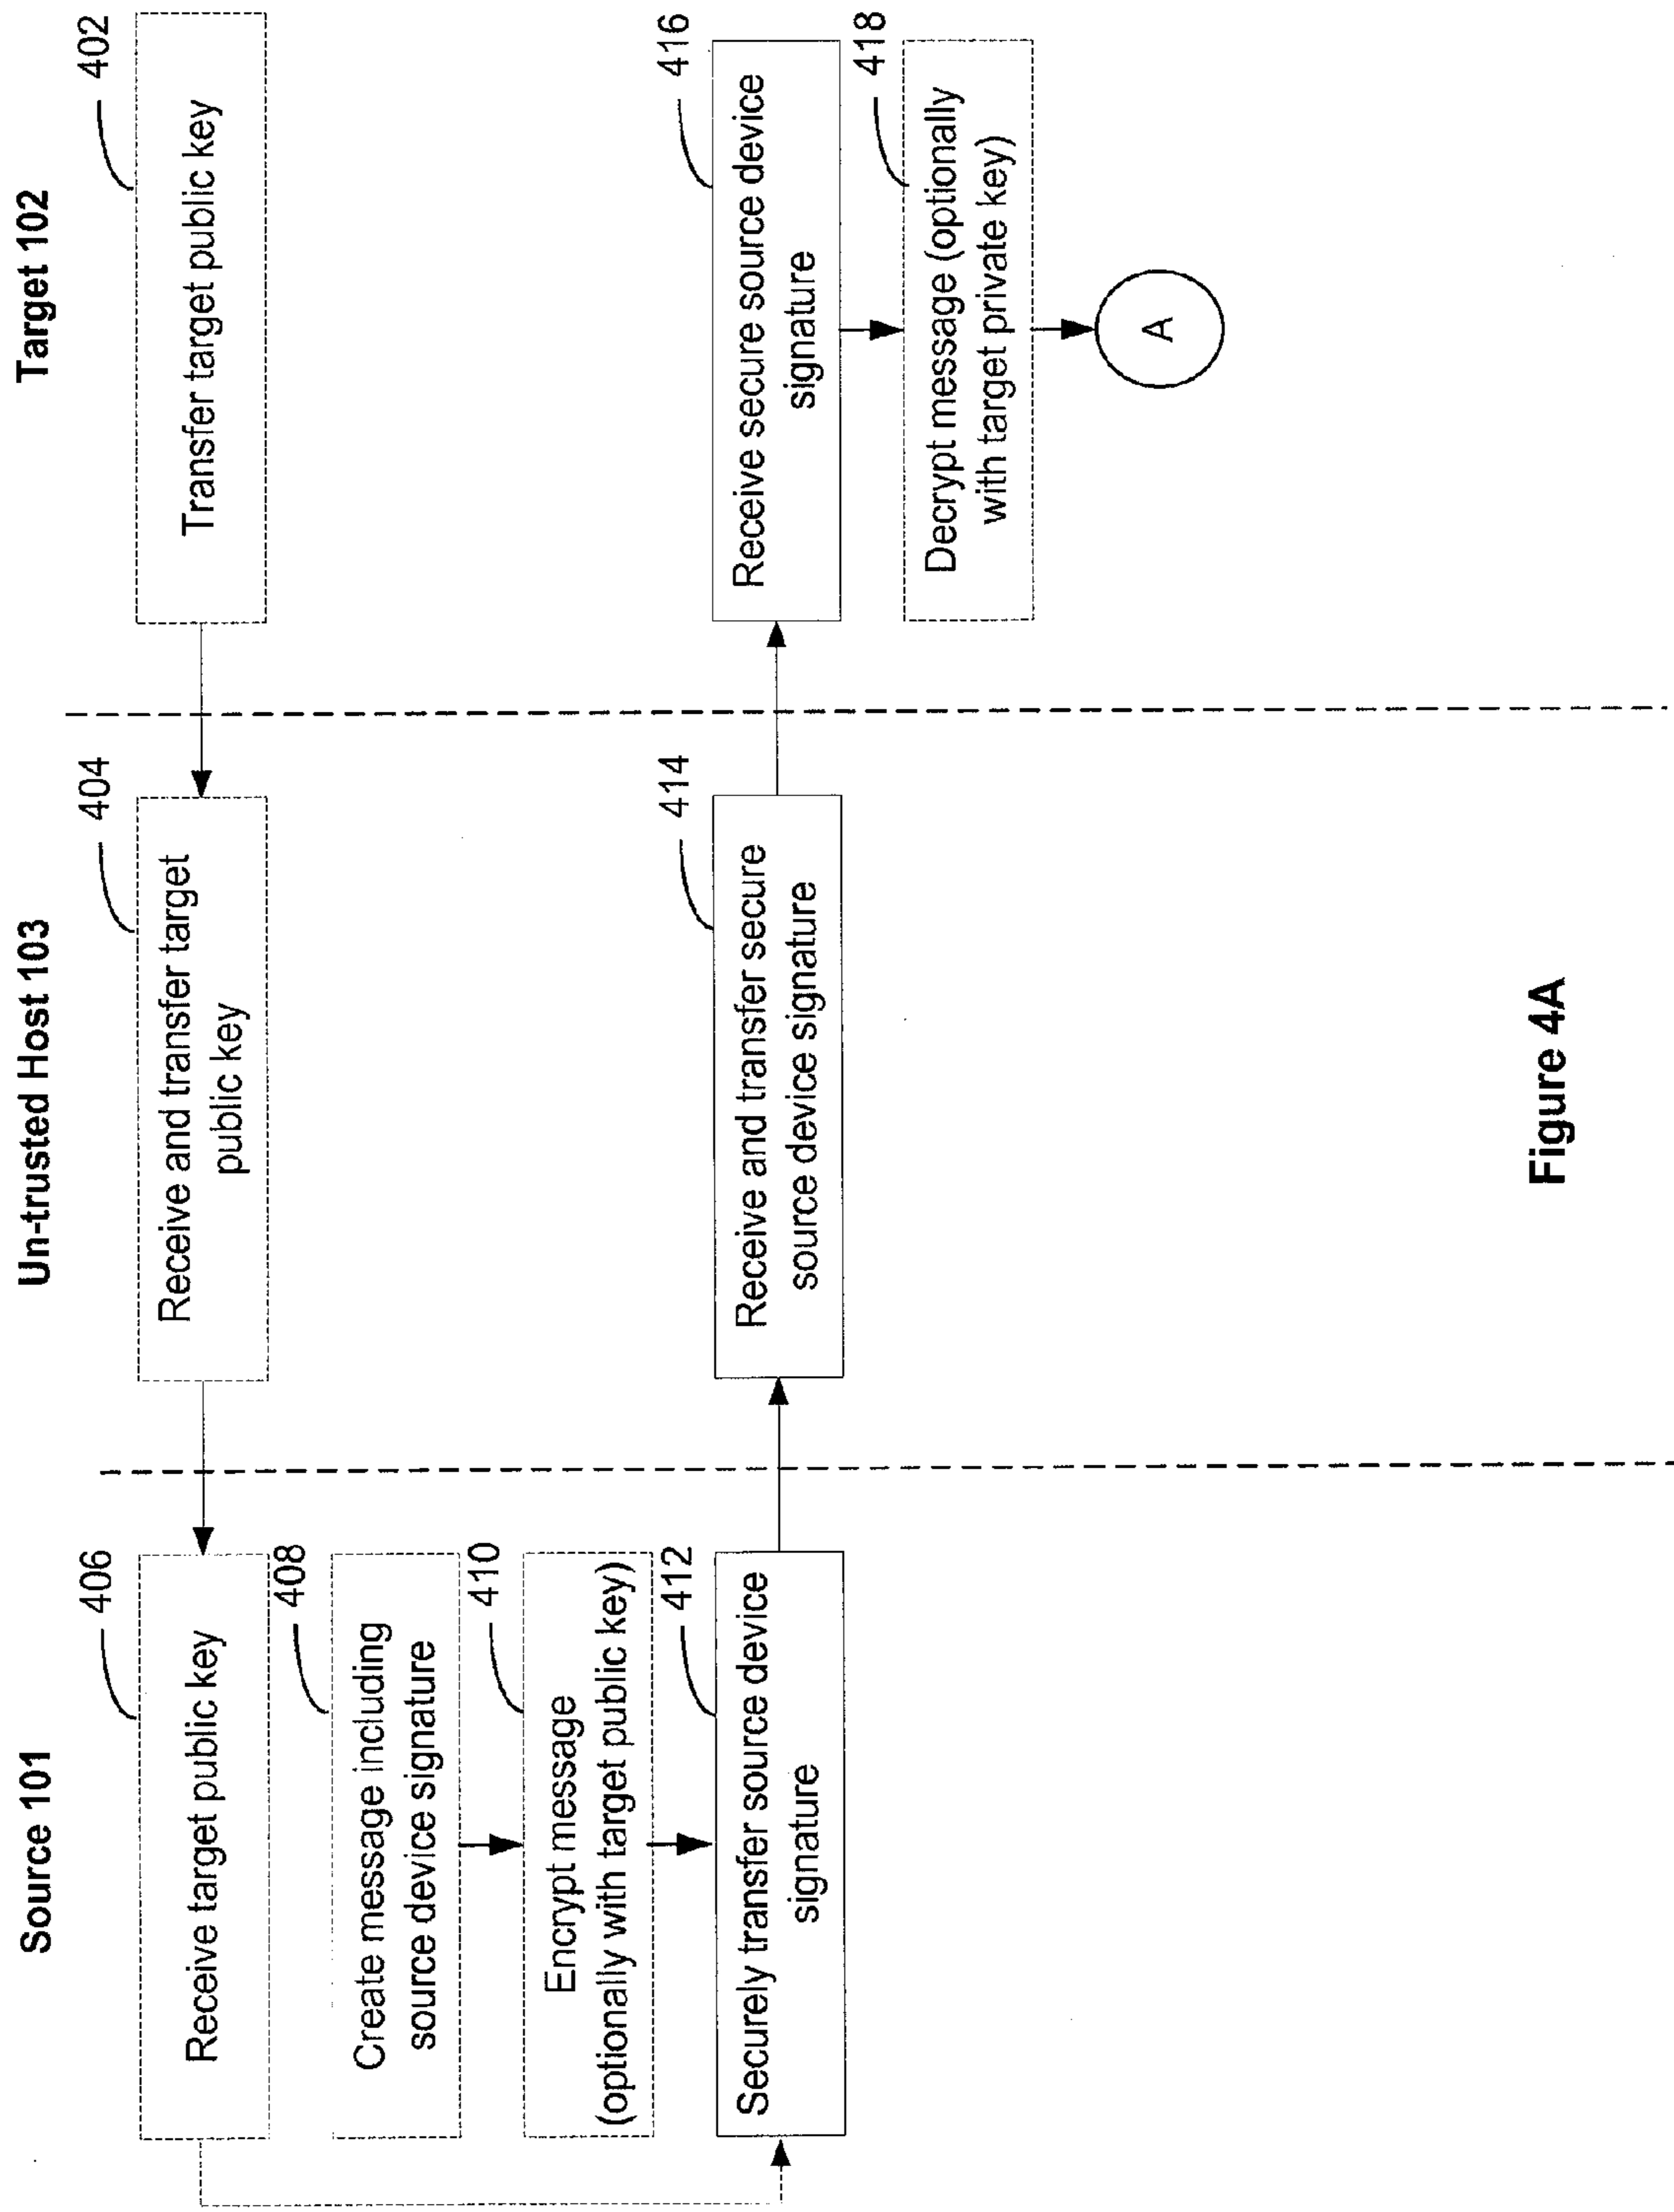 Source 101
Un-trusted Host 103
Target 102
406
Receive target public key
404
Receive and transfer target
public key
402
Transfer target public key
408
Create message including
source device signature
410
Encrypt message
(optionally with target public key)
412
Securely transfer source device
signature
414
Receive and transfer secure
source device signature
416
Receive secure source device
signature
418
Decrypt message (optionally
with target private key)
A
Figure 4A